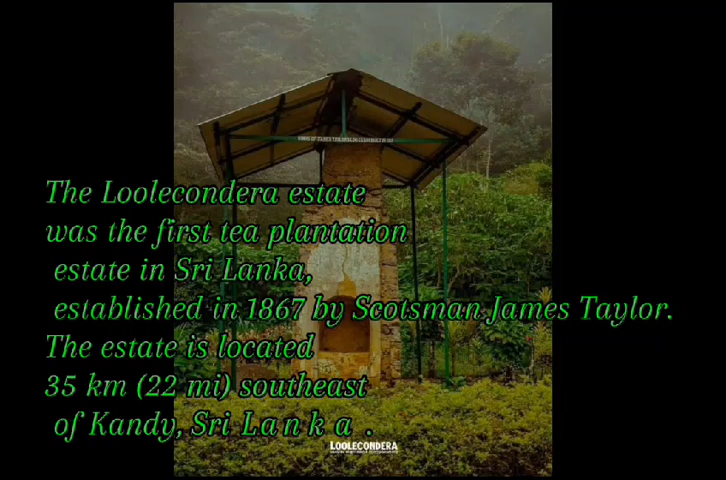 The Loolecondera estate
was the first tea plantation
estate in Sri Lanka,
established in 1867 by Scotsman James Taylor.
The estate is located
35 km (22 mi) southeast
of Kandy, Sri L a n k a .
LOOLECONDERA